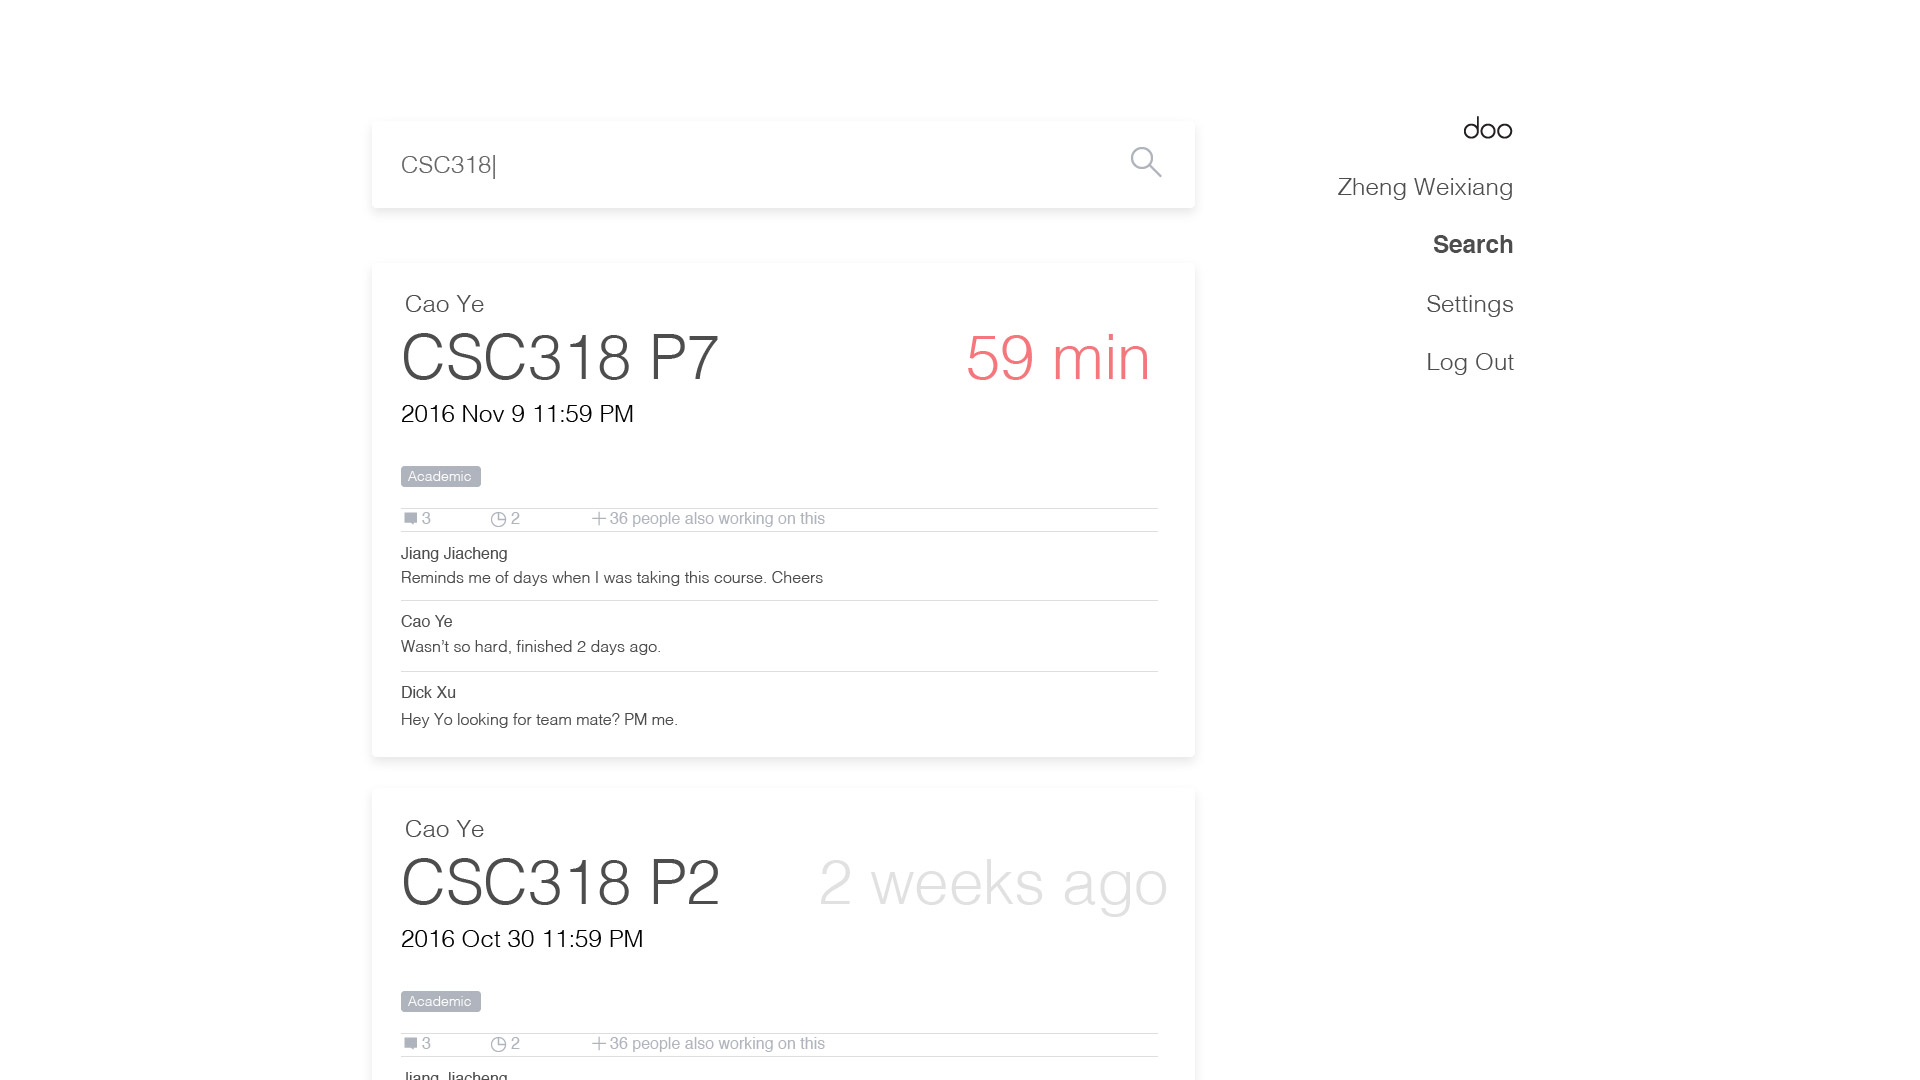 CSC318
doo
Zheng Weixiang
Search
Settings
Log Out
Cao Ye
CSC318 P7
59 min
2016 Nov 9 11:59 PM
Academic
3 2 36 people also working on this
Jiang Jiacheng
Reminds me of days when I was taking this course. Cheers
Cao Ye
Wasn’t so hard, finished 2 days ago.
Dick Xu
Hey Yo looking for team mate? PM me.
Cao Ye
CSC318 P2
2 weeks ago
2016 Oct 30 11:59 PM
Academic
3 2 36 people also working on this
Jiang Jiacheng